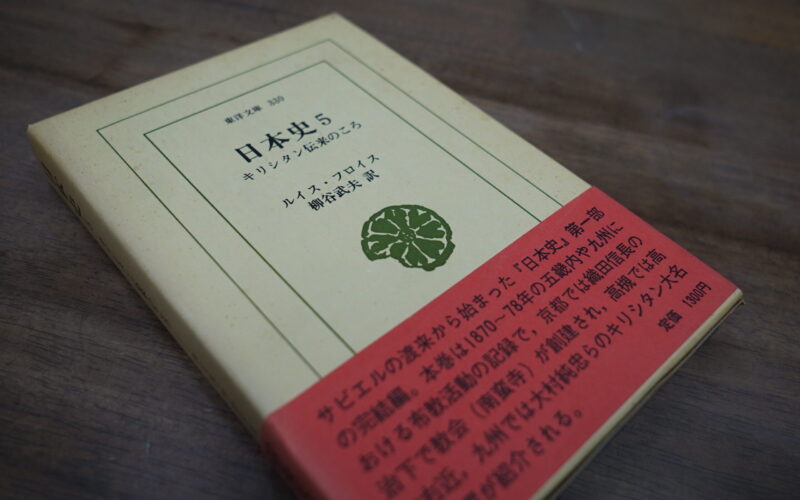 東洋文庫 330
日本史 5
キリシタン伝来のころ
ルイス・フロイス
柳谷武夫 訳
サビエルの渡来から始まった『日本史』第一部
の完結編。本巻は1870〜78年の五畿内や九州に
おける布教活動の記録で，京都では織田信長の
治下で教会（南蛮寺）が創建され，高槻では高
右近，九州では大村純忠らのキリシタン大名
が紹介される。
定価 1300円